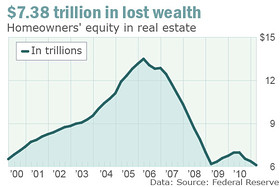 $7.38 trillion in lost wealth
Homeowners' equity in real estate
In trillions
15
12
9
6
'00 '01 '02 '03 '04 '05 '06 '07 '08 '09 '10
Data: Source: Federal Reserve